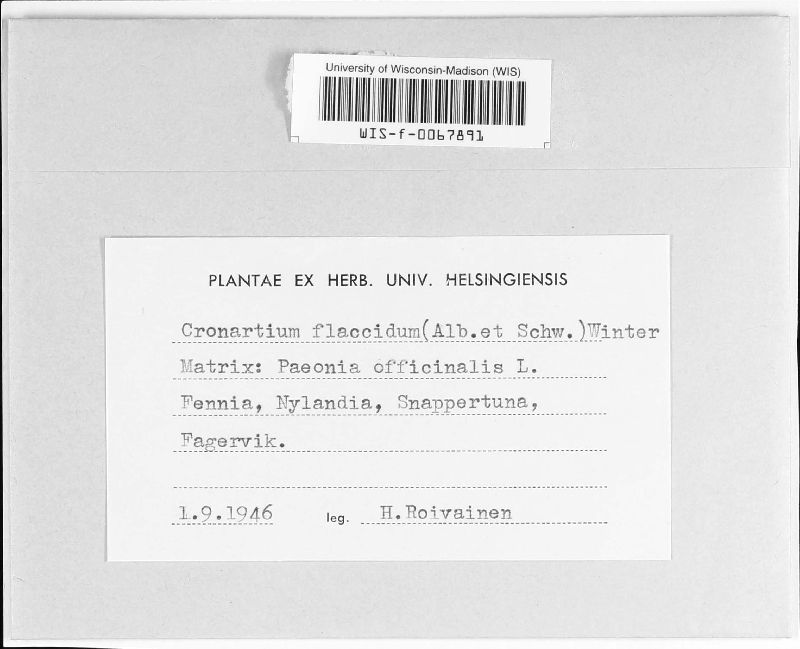 University of Wisconsin-Madison (WIS)
WIS-f-0067891
PLANTAE EX HERB. UNIV. HELSINGIENSIS
Cronartium flaccidum(Alb.et Schw.)Winter
Matrix: Paeonia officinalis L.
Fennia, Nylandia, Snappertuna,
Fagervik.
1.9.1946 leg. H.Roivainen